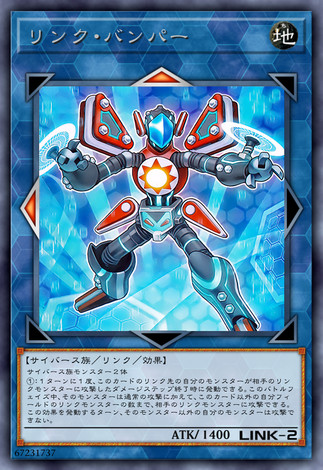 リンク・バンパー
地
【サイバース族/リンク/効果】
サイバース族モンスター2体
①:1ターンに1度、このカードのリンク先の自分のモンスターが相手のリンク
モンスターに攻撃したダメージステップ終了時に発動できる。このバトルフ
ェイズ中、そのモンスターは通常の攻撃に加えて、このカード以外の自分フィ
ールドのリンクモンスターの数まで、相手のリンクモンスターに攻撃できる。
この効果を発動するターン、そのモンスター以外の自分のモンスターは攻撃で
きない。
ATK/1400 LINK-2
67231737